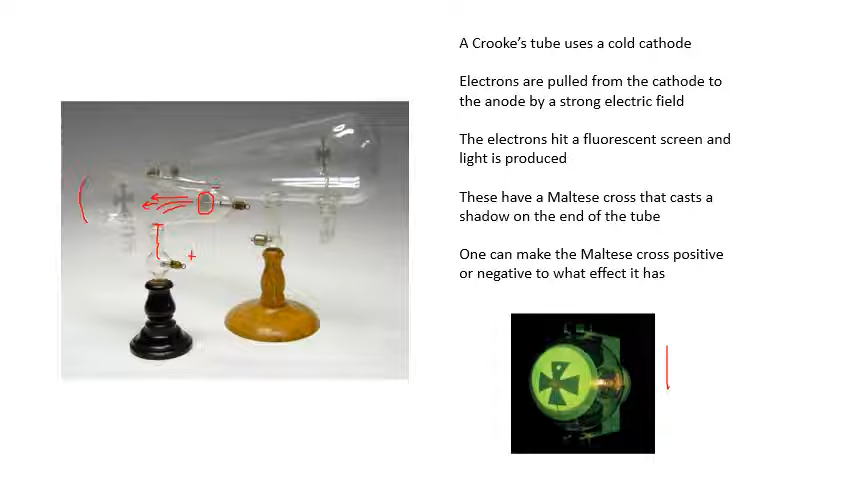 A Crooke's tube uses a cold cathode
Electrons are pulled from the cathode to
the anode by a strong electric field
The electrons hit a fluorescent screen and
light is produced
These have a Maltese cross that casts a
shadow on the end of the tube
One can make the Maltese cross positive
or negative to what effect it has
+